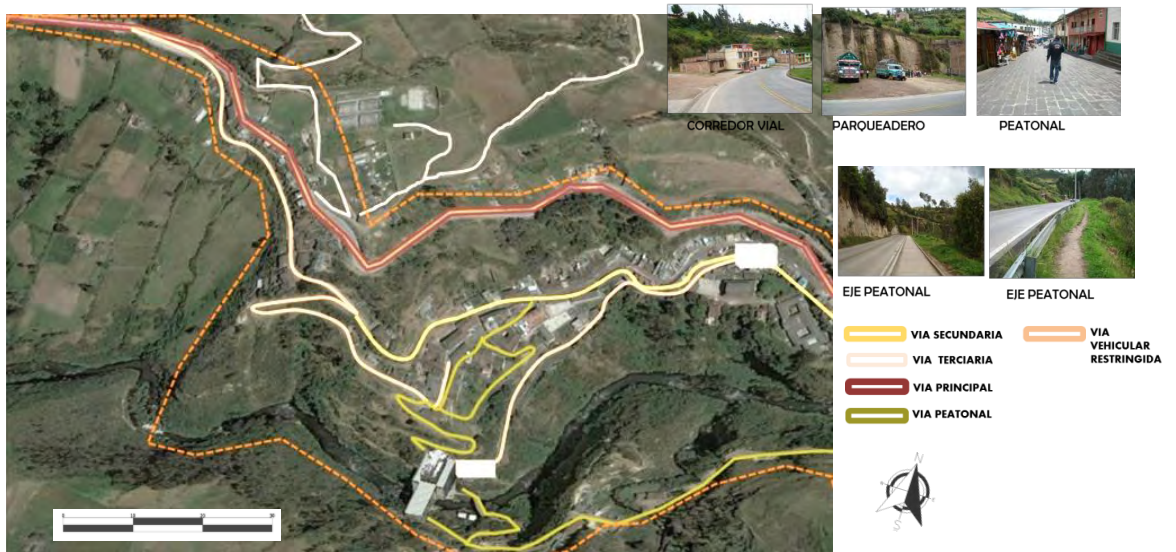 CORREDOR VIAL
PARQUEADERO
PEATONAL
EJE PEATONAL
EJE PEATONAL
VIA SECUNDARIA
VIA TERCIARIA
VIA PRINCIPAL
VIA PEATONAL
VIA
VEHICULAR
RESTRINGIDA
N
S